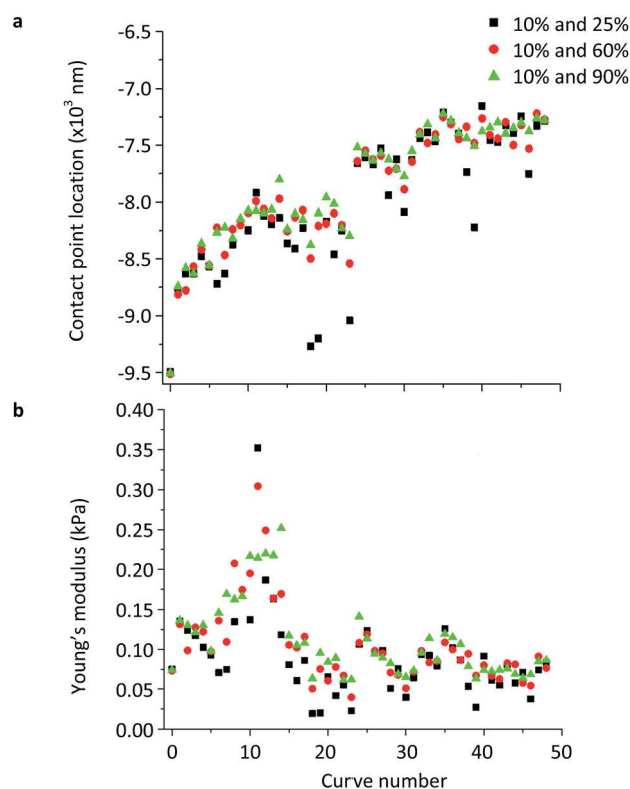 a
10% and 25%
10% and 60%
10% and 90%
Contact point location (x10³ nm)
-6.5
-7.0
-7.5
-8.0
-8.5
-9.0
-9.5
b
Young's modulus (kPa)
0.40
0.35
0.30
0.25
0.20
0.15
0.10
0.05
0.00
0 10 20 30 40 50
Curve number